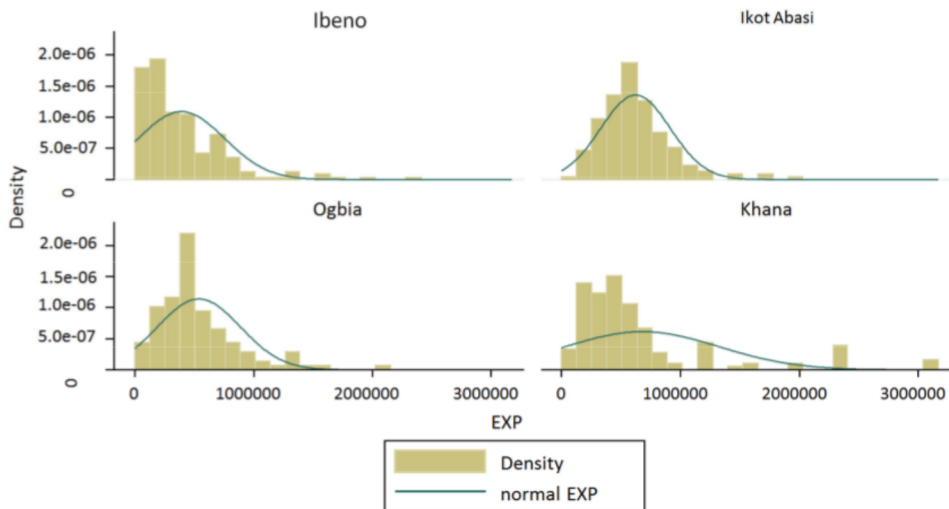 Ibeno
Ikot Abasi
2.0e-06
1.5e-06
1.0e-06
5.0e-07
0
Density
Ogbia
Khana
2.0e-06
1.5e-06
1.0e-06
5.0e-07
0
0 1000000 2000000 3000000 0 1000000 2000000 3000000
EXP
Density
normal EXP